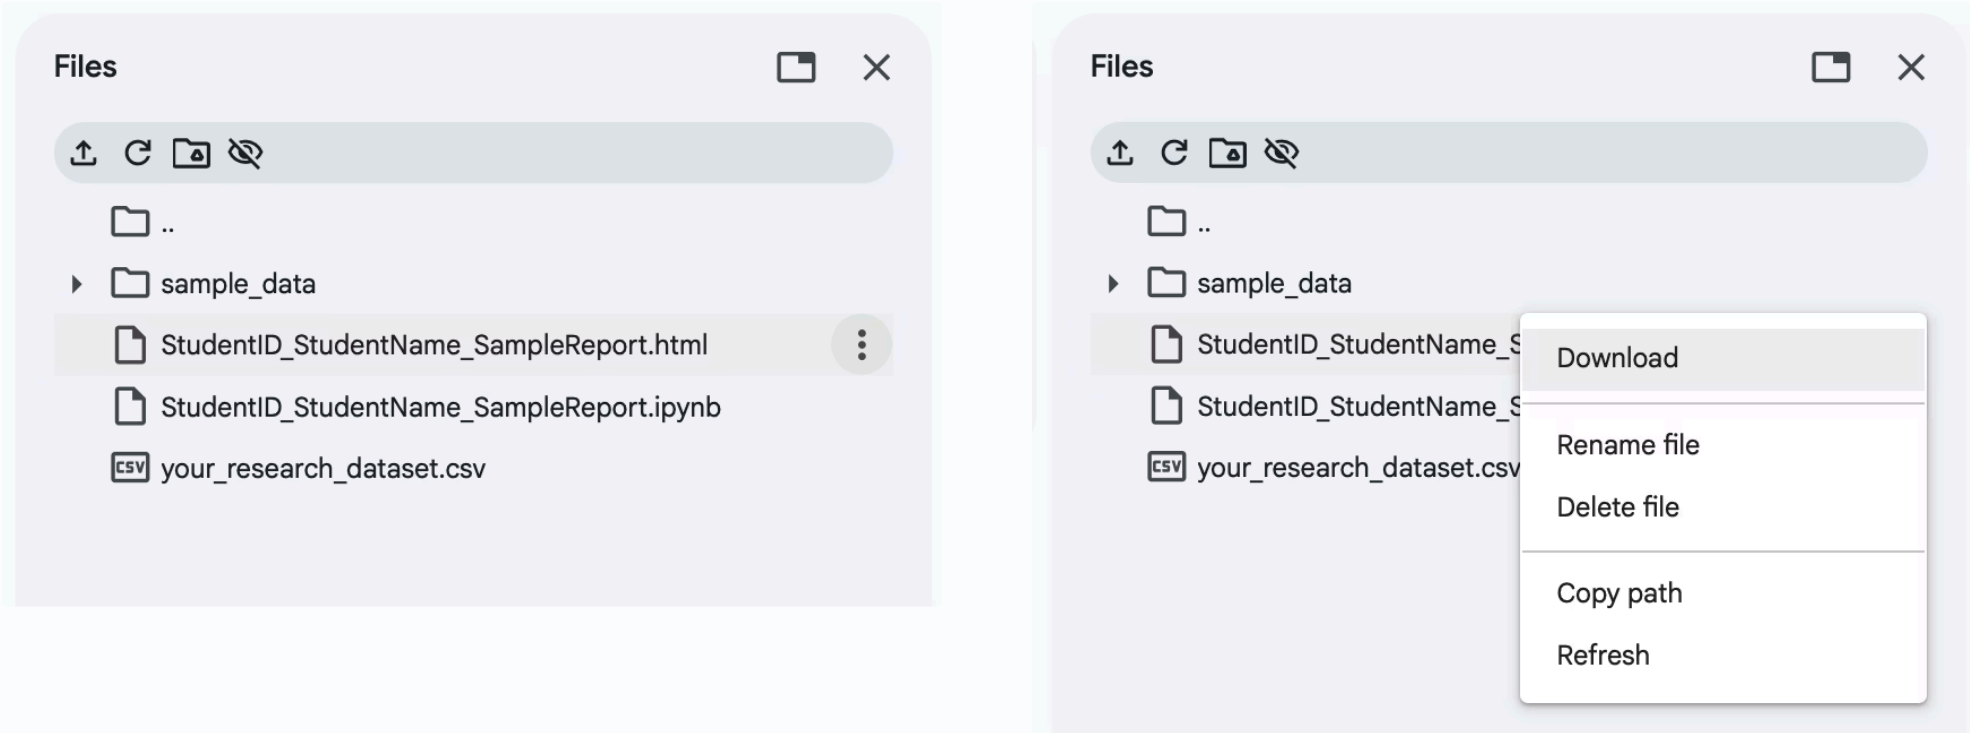 Files
..
sample_data
StudentID_StudentName_SampleReport.html
StudentID_StudentName_SampleReport.ipynb
CSV your_research_dataset.csv
Files
..
sample_data
StudentID_StudentName_S
StudentID_StudentName_S
CSV your_research_dataset.csv
Download
Rename file
Delete file
Copy path
Refresh